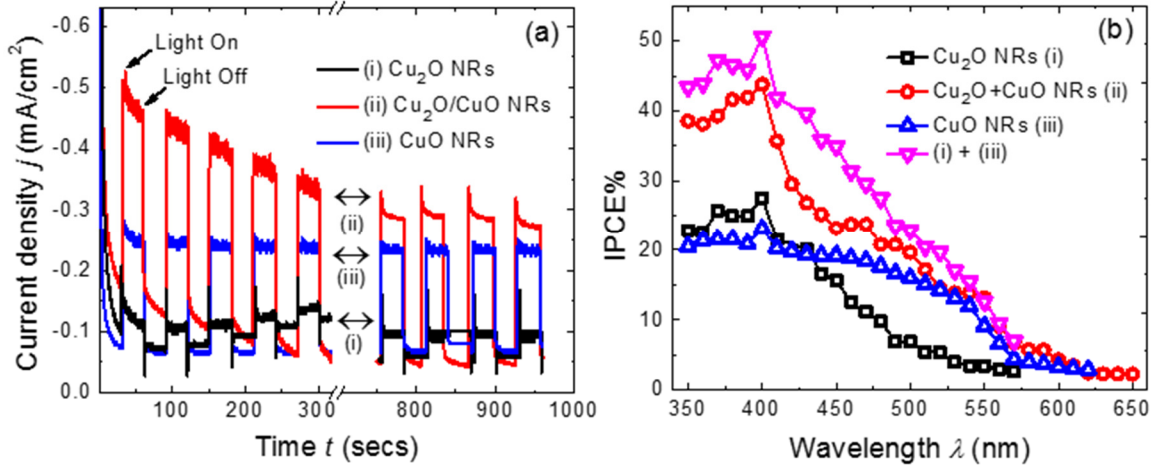 (a)
Light On
Light Off
(i) Cu₂O NRs
(ii) Cu₂O/CuO NRs
(iii) CuO NRs
(ii)
(iii)
(i)
-0.6
-0.5
-0.4
-0.3
-0.2
-0.1
0.0
Current density j (mA/cm²)
100 200 300 800 900 1000
Time t (secs)
(b)
Cu₂O NRs (i)
Cu₂O+CuO NRs (ii)
CuO NRs (iii)
(i) + (iii)
50
40
30
20
10
0
IPCE%
350 400 450 500 550 600 650
Wavelength λ (nm)